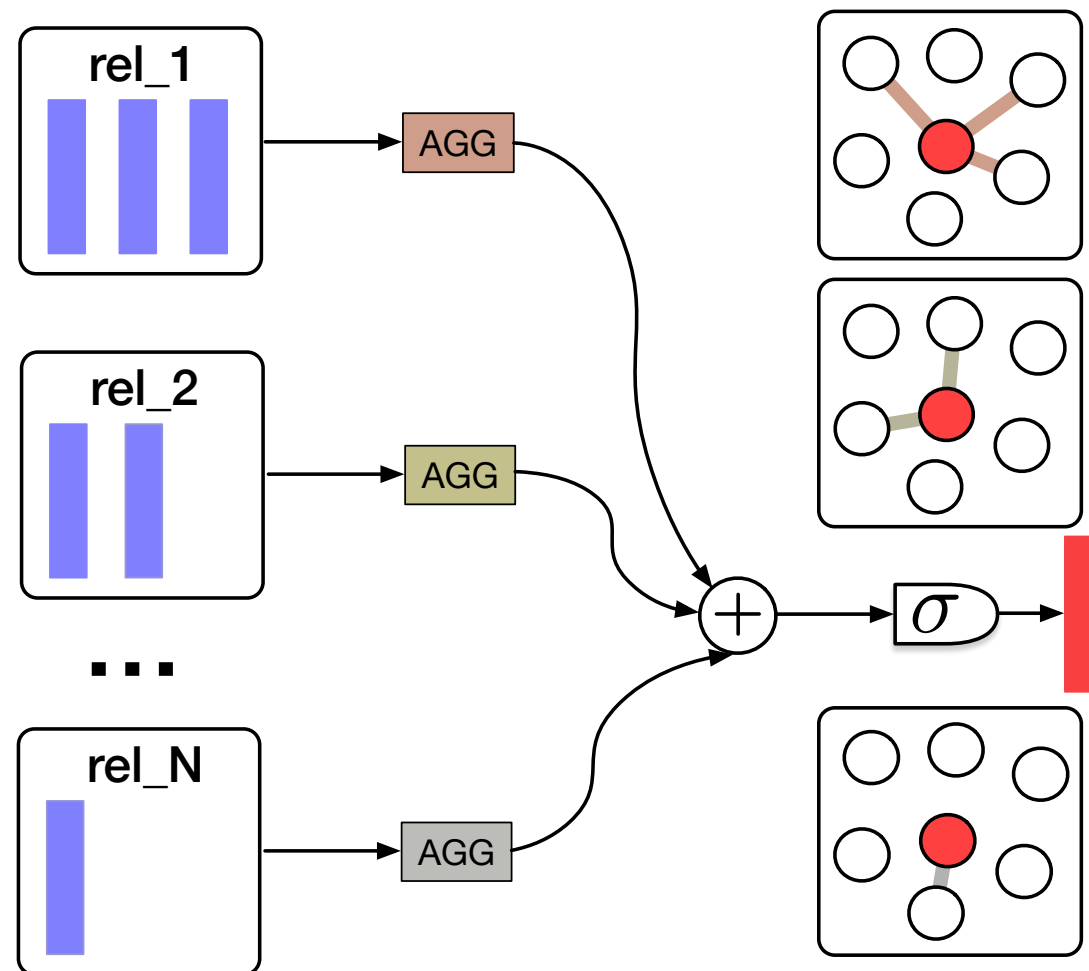 rel_1
AGG
rel_2
AGG
+
σ
...
rel_N
AGG